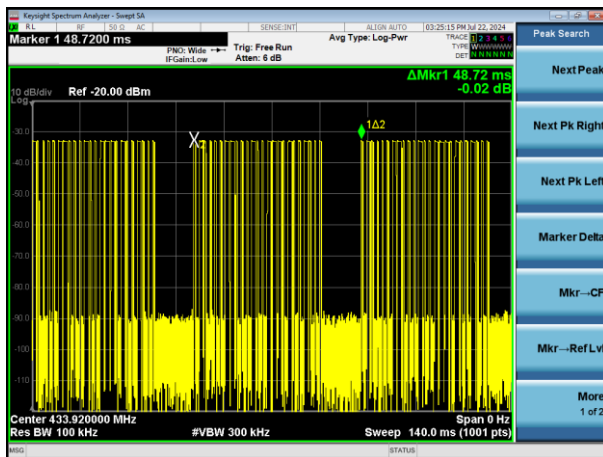 Keysight Spectrum Analyzer - Swept SA
RL RF 50 Ω AC SENSE:INT ALIGN AUTO 03:25:15 PM Jul 22, 2024
Marker 1 48.7200 ms
PNO: Wide
IFGain:Low
Trig: Free Run
Atten: 6 dB
Avg Type: Log-Pwr
TRACE 1 2 3 4 5 6
TYPE WWWWWWW
DET N N N N N N
ΔMkr1 48.72 ms
-0.02 dB
10 dB/div Ref -20.00 dBm
Log
1Δ2
X2
-30.0
-40.0
-50.0
-60.0
-70.0
-80.0
-90.0
-100
-110
Center 433.920000 MHz Span 0 Hz
Res BW 100 kHz #VBW 300 kHz Sweep 140.0 ms (1001 pts)
MSG STATUS
Peak Search
Next Peak
Next Pk Right
Next Pk Left
Marker Delta
Mkr→CF
Mkr→Ref Lvl
More
1 of 2